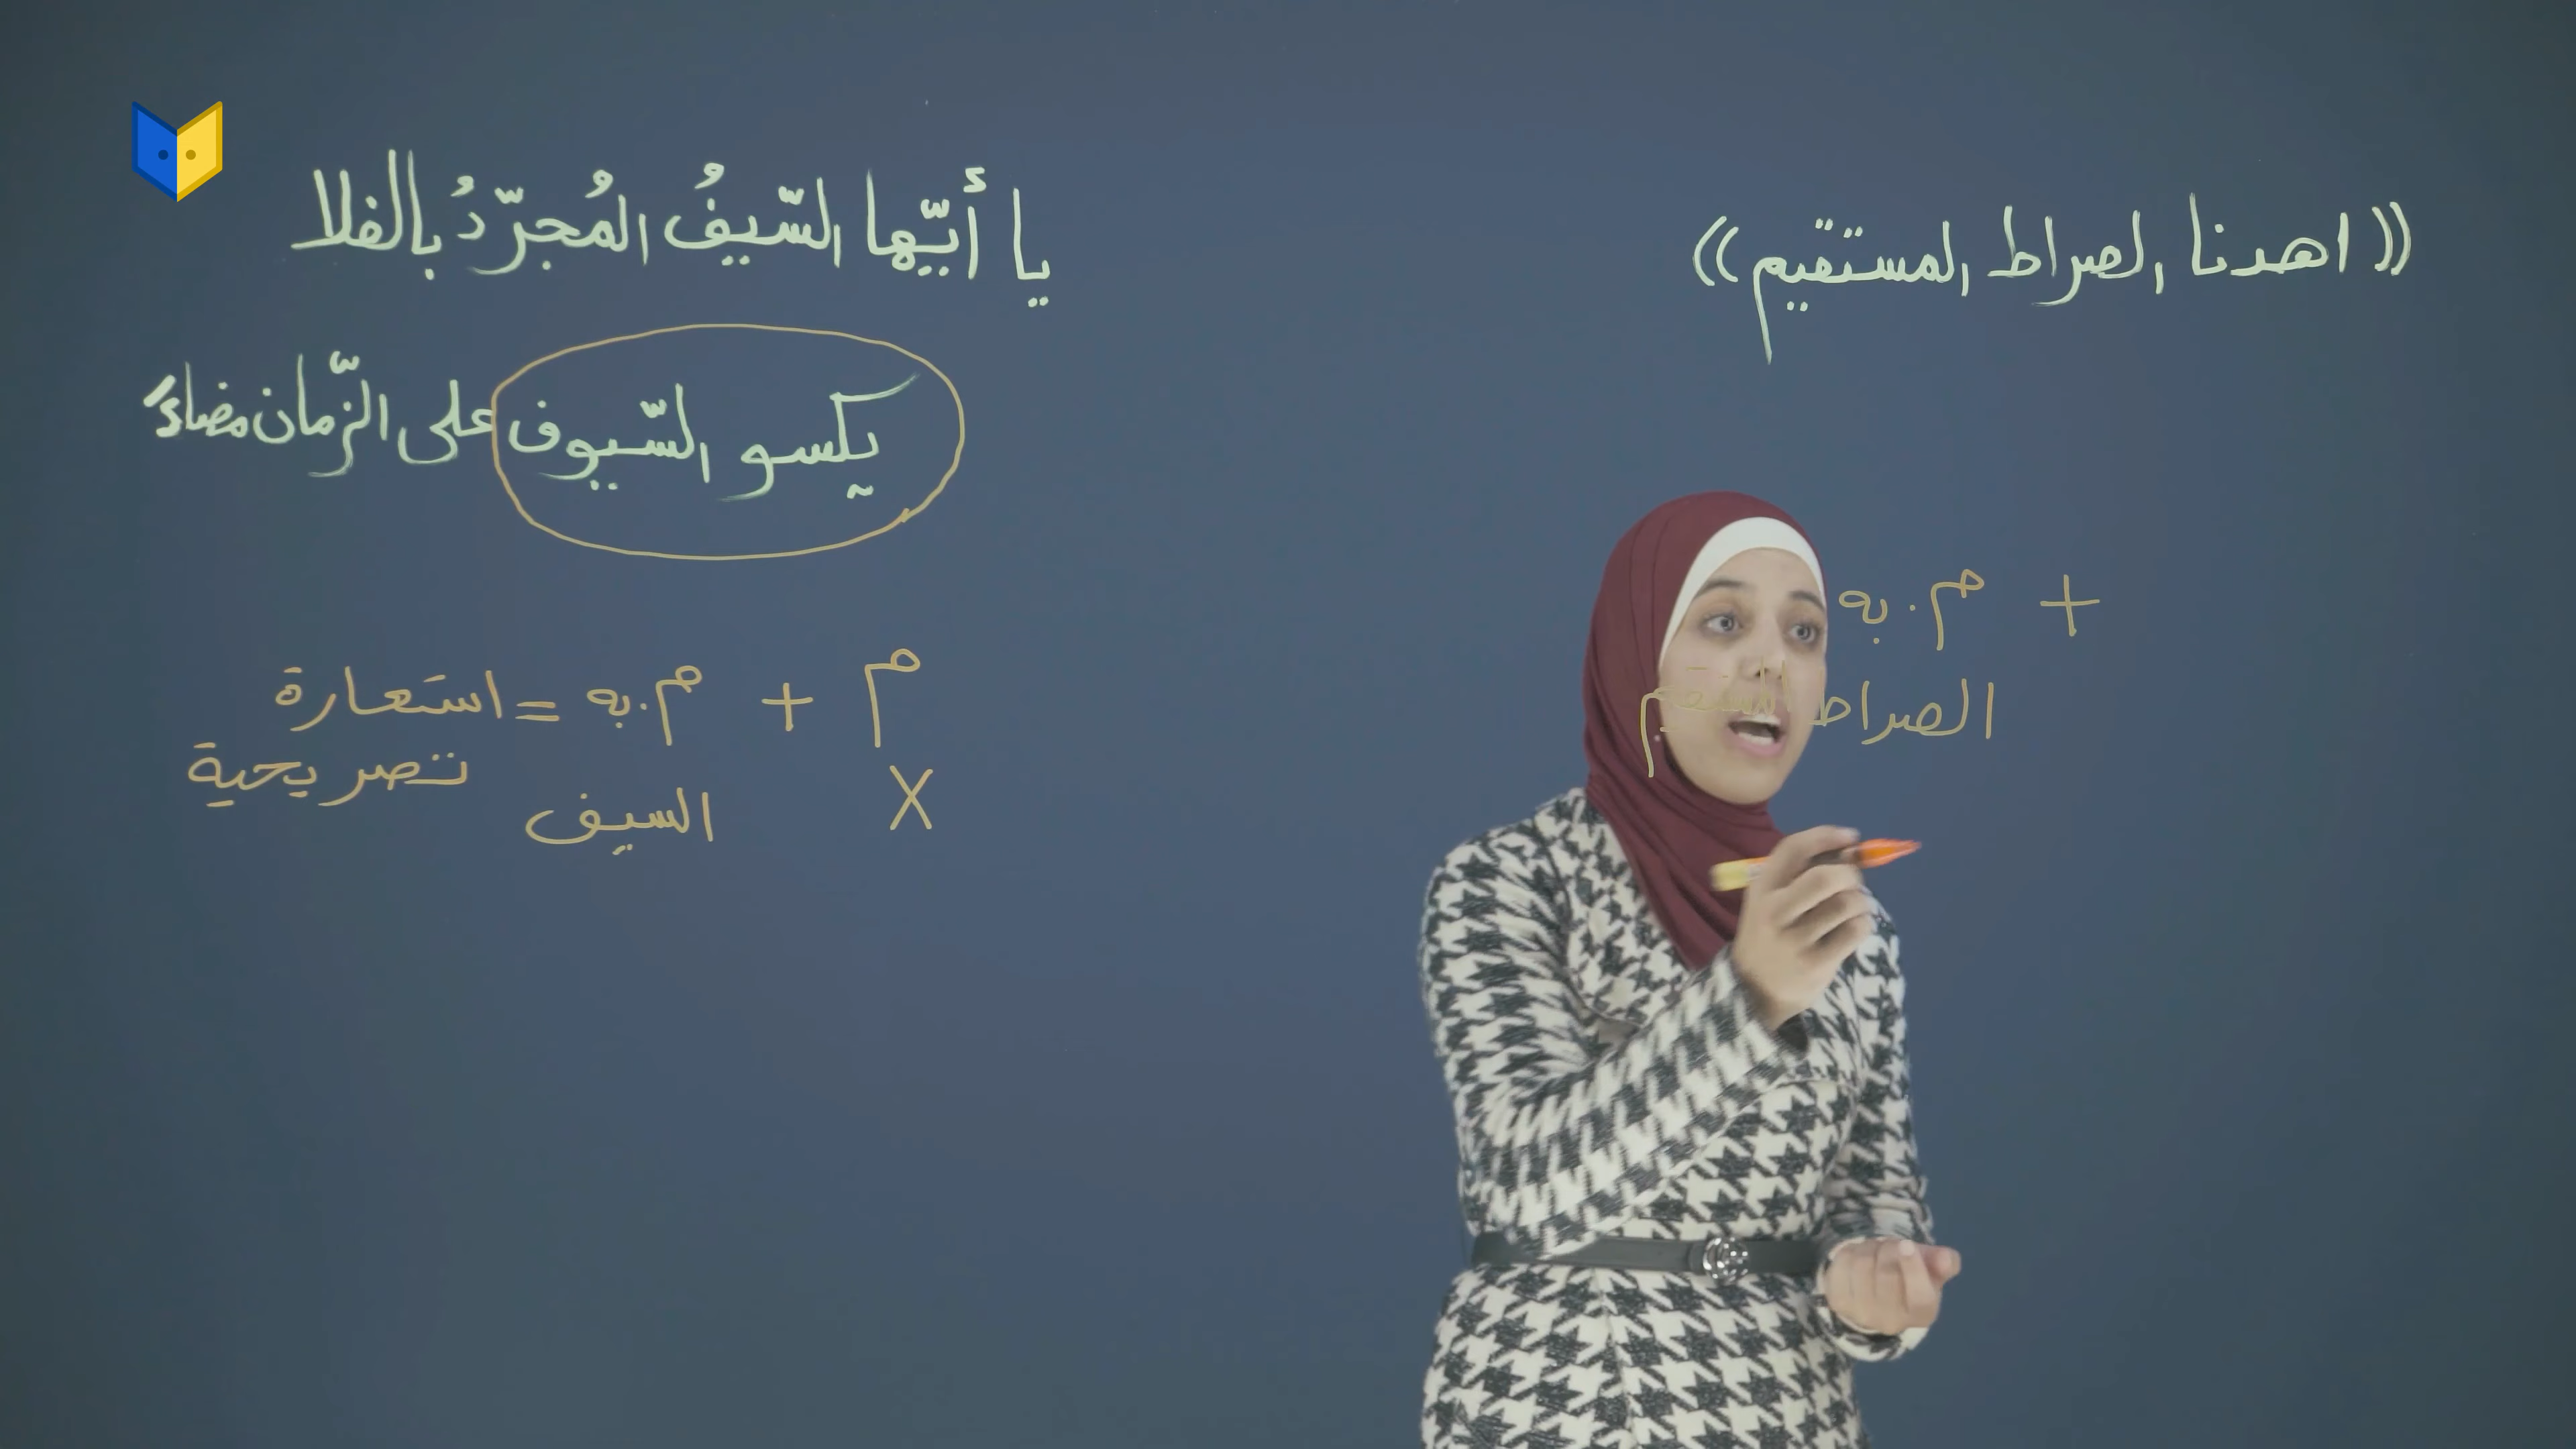 ((اهدنا الصراط المستقيم))
+ م.به
الصراط المستقيم
يا أيّها السّيفُ المُجرّدُ بالفلا
يكسو السّيوف على الزّمان مضاءً
م + م.به = استعارة تصريحية
X السيف